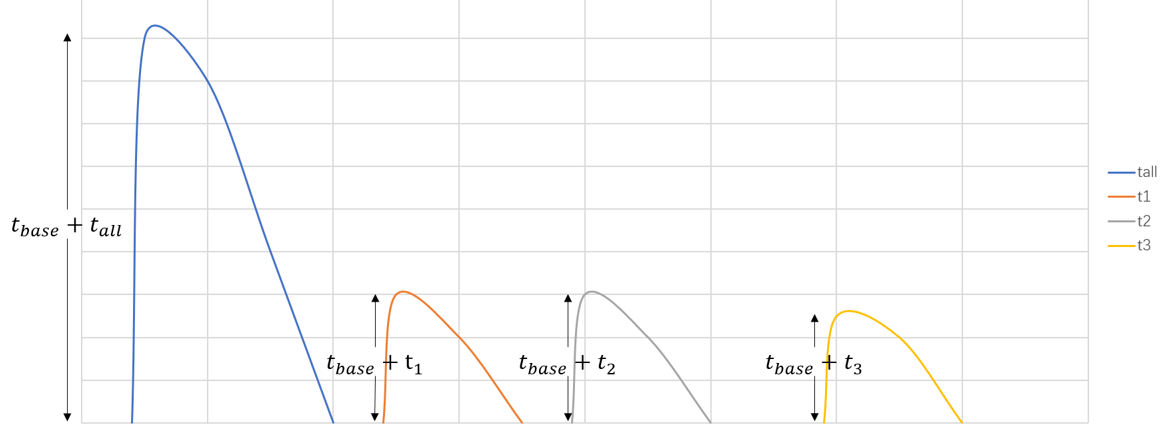 t_base + t_all
t_base + t_1
t_base + t_2
t_base + t_3
tall
t1
t2
t3